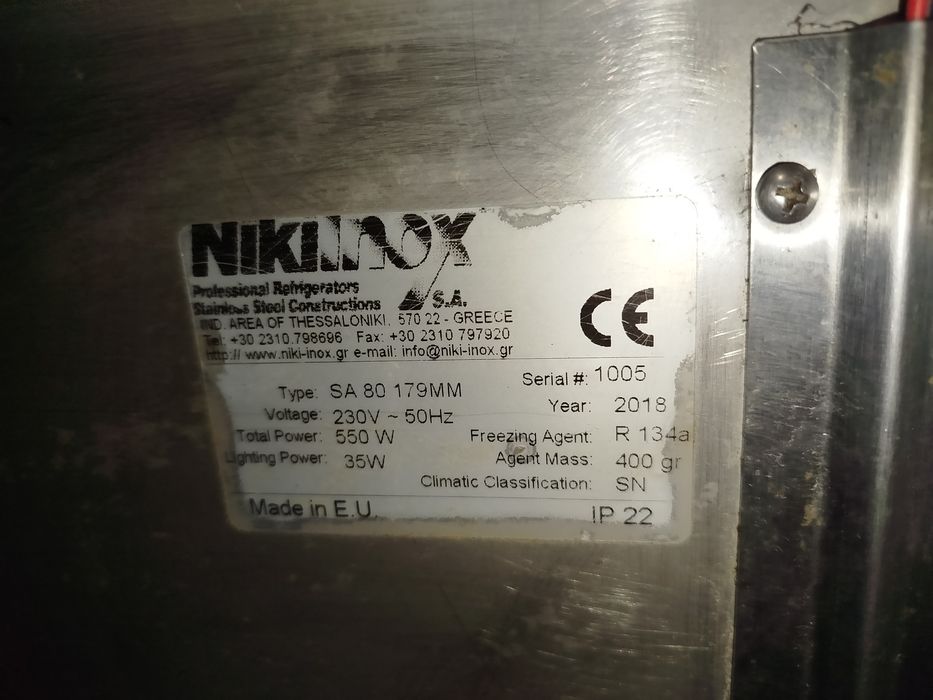 NIKI INOX
S.A.
Professional Refrigerators
Stainless Steel Constructions
IND. AREA OF THESSALONIKI, 570 22 - GREECE
Tel: +30 2310.798696 Fax: +30 2310 797920
http:// www.niki-inox.gr e-mail: info@niki-inox.gr
CE
Type: SA 80 179MM
Serial #: 1005
Voltage: 230V ~ 50Hz
Year: 2018
Total Power: 550 W
Freezing Agent: R 134a
Lighting Power: 35W
Agent Mass: 400 gr
Climatic Classification: SN
Made in E.U.
IP 22